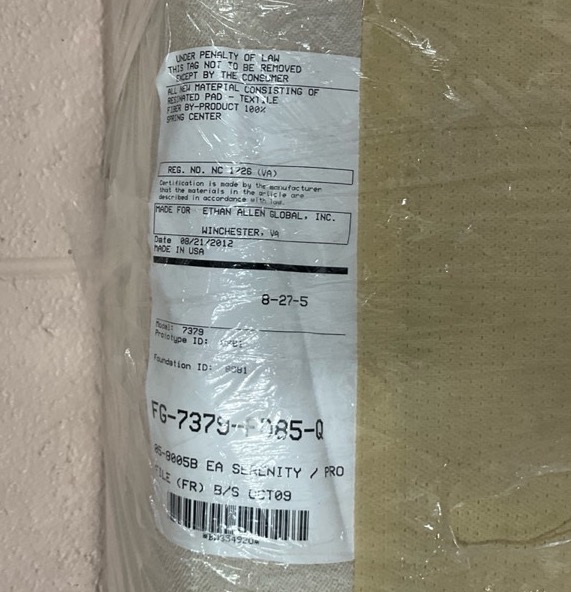 UNDER PENALTY OF LAW
THIS TAG NOT TO BE REMOVED
EXCEPT BY THE CONSUMER
ALL NEW MATERIAL CONSISTING OF
RESINATED PAD - TEXTILE
FIBER BY-PRODUCT 100%
SPRING CENTER
REG. NO. NC 1726 (VA)
Certification is made by the manufacturer
that the materials in the article are
described in accordance with law.
MADE FOR ETHAN ALLEN GLOBAL, INC.
WINCHESTER, VA
Date 08/21/2012
MADE IN USA
8-27-5
Model: 7379
Prototype ID:
Foundation ID:
EA SERENITY / PRO
FILE (FR) B/S OCT09